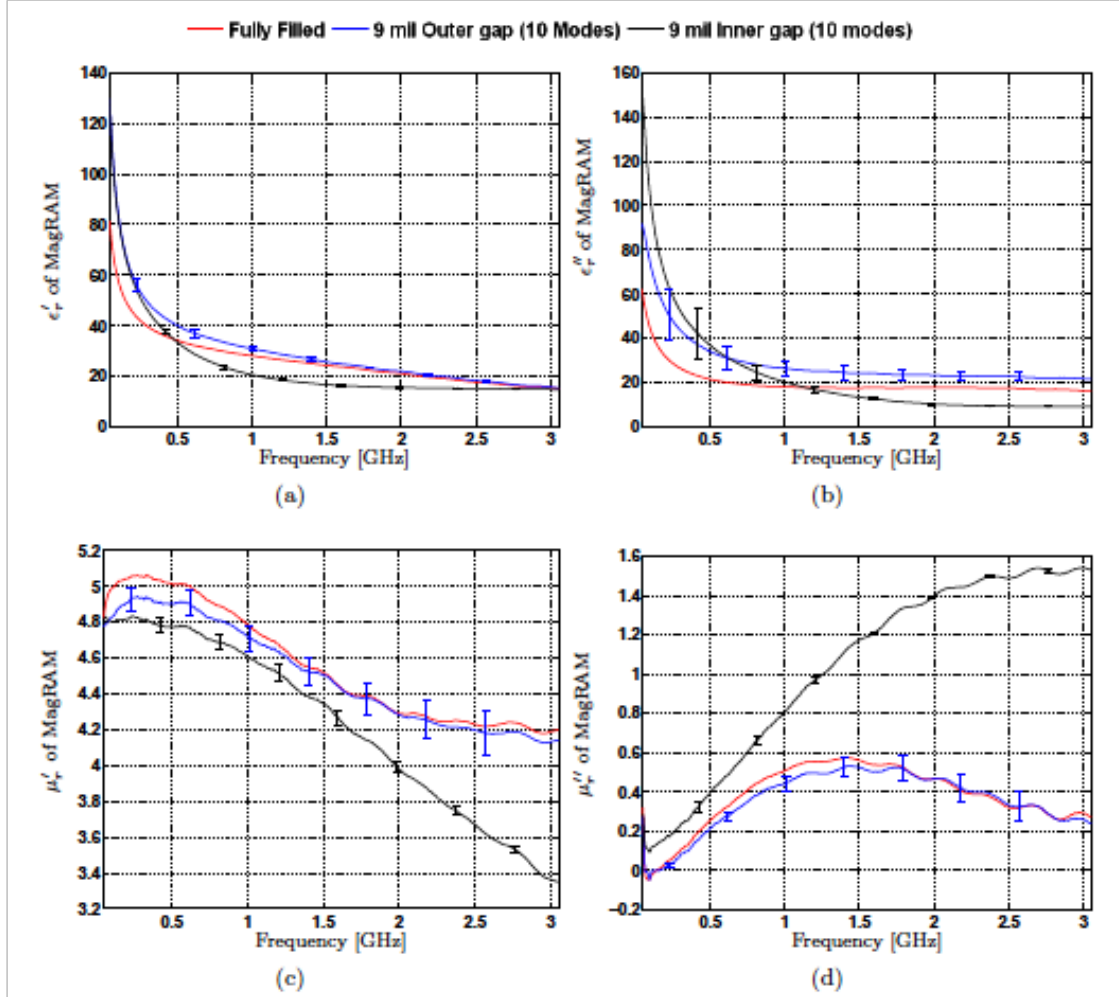 Fully Filled 9 mil Outer gap (10 Modes) 9 mil Inner gap (10 modes)
140
120
100
80
60
40
20
0
ϵ′r of MagRAM
0.5 1 1.5 2 2.5 3
Frequency [GHz]
(a)
160
140
120
100
80
60
40
20
0
ϵ″r of MagRAM
0.5 1 1.5 2 2.5 3
Frequency [GHz]
(b)
5.2
5
4.8
4.6
4.4
4.2
4
3.8
3.6
3.4
3.2
μ′r of MagRAM
0.5 1 1.5 2 2.5 3
Frequency [GHz]
(c)
1.6
1.4
1.2
1
0.8
0.6
0.4
0.2
0
−0.2
μ″r of MagRAM
0.5 1 1.5 2 2.5 3
Frequency [GHz]
(d)